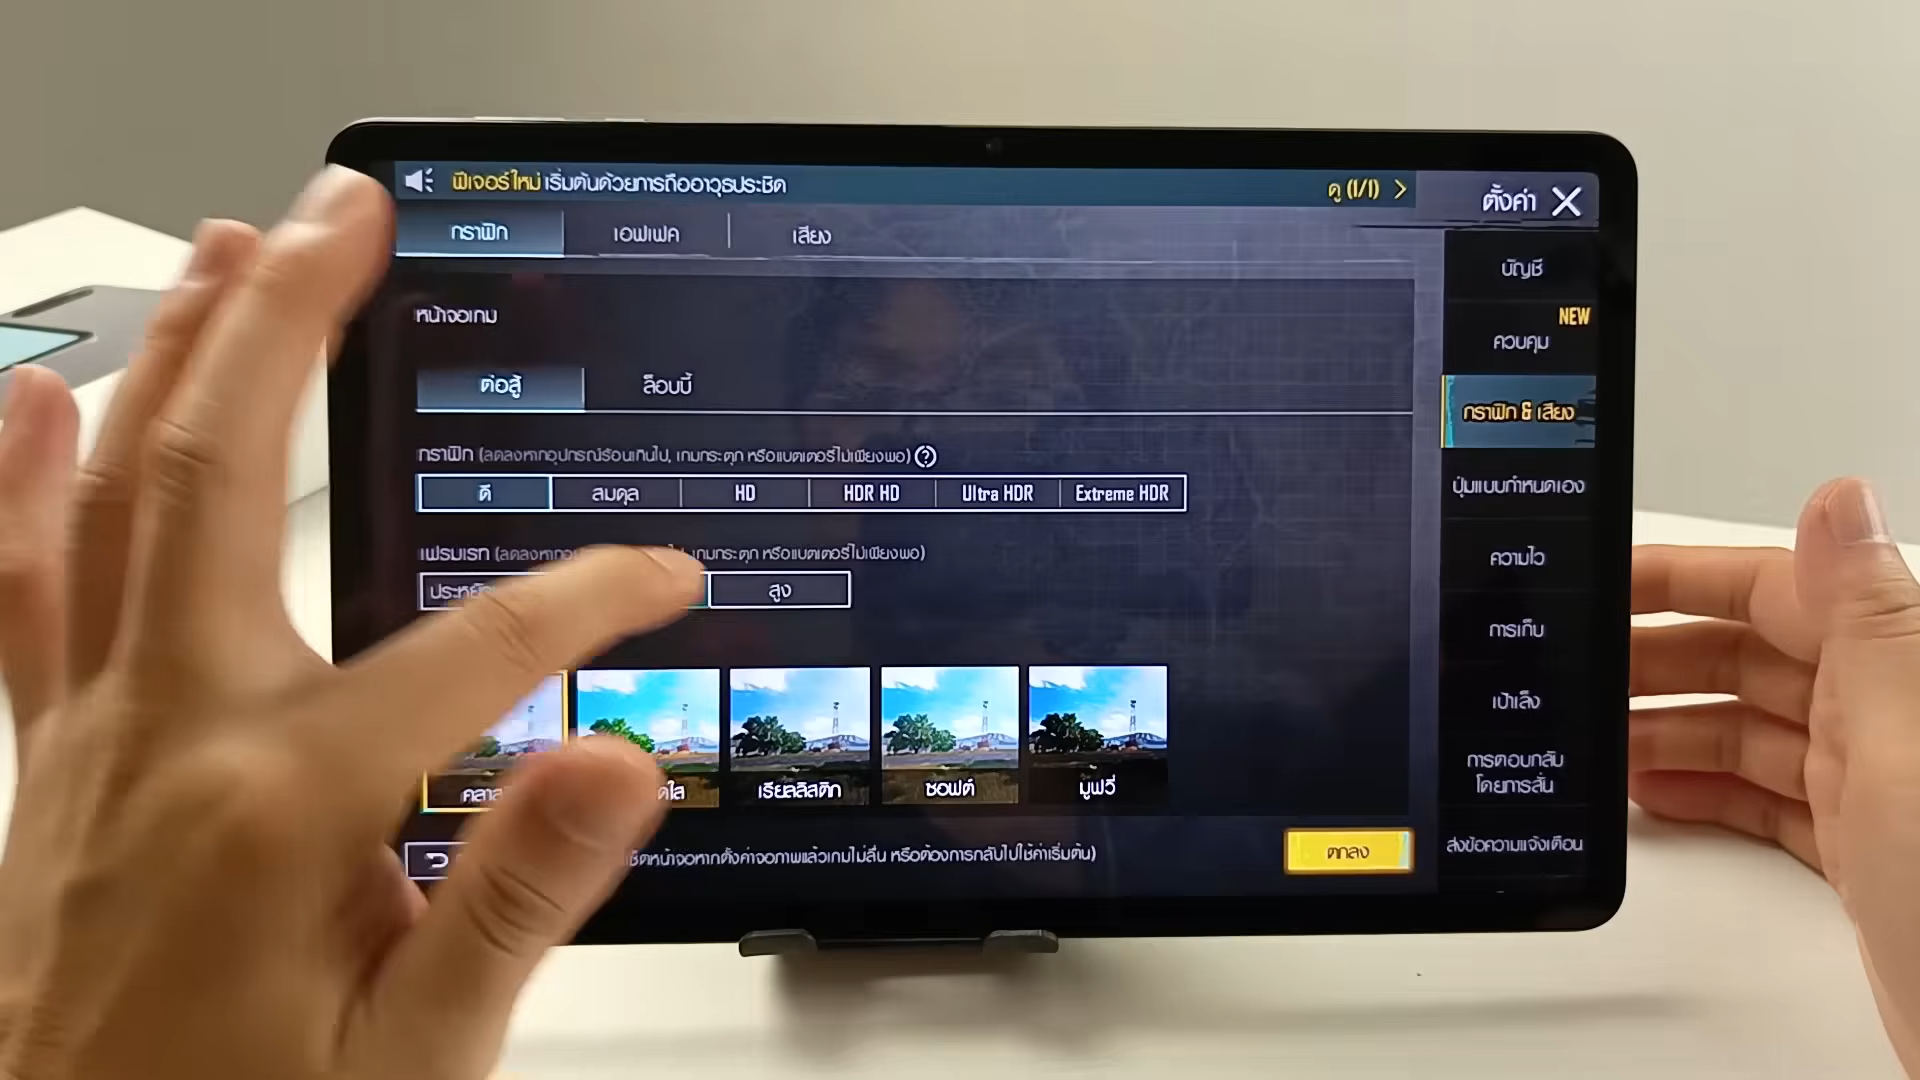 ฟีเจอร์ใหม่ เริ่มต้นด้วยการถืออาวุธประชิด
ดู (1/1)
ตั้งค่า
กราฟิก
เอฟเฟค
เสียง
หน้าจอเกม
ต่อสู้
ล็อบบี้
กราฟิก (ลดลงหากอุปกรณ์ร้อนเกินไป, เกมกระตุก หรือแบตเตอรี่ไม่เพียงพอ)
ดี
สมดุล
HD
HDR HD
Ultra HDR
Extreme HDR
เฟรมเรท (ลดลงหาก เกมกระตุก หรือแบตเตอรี่ไม่เพียงพอ)
สูง
เรียลลิสติก
ซอฟต์
มูฟวี่
หน้าจอหากตั้งค่าจอภาพแล้วเกมไม่ลื่น หรือต้องการกลับไปใช้ค่าเริ่มต้น)
ตกลง
บัญชี
NEW
ควบคุม
กราฟิก & เสียง
ปุ่มแบบกำหนดเอง
ความไว
การเก็บ
เป้าเล็ง
การตอบกลับ
โดยการสั่น
ส่งข้อความแจ้งเตือน